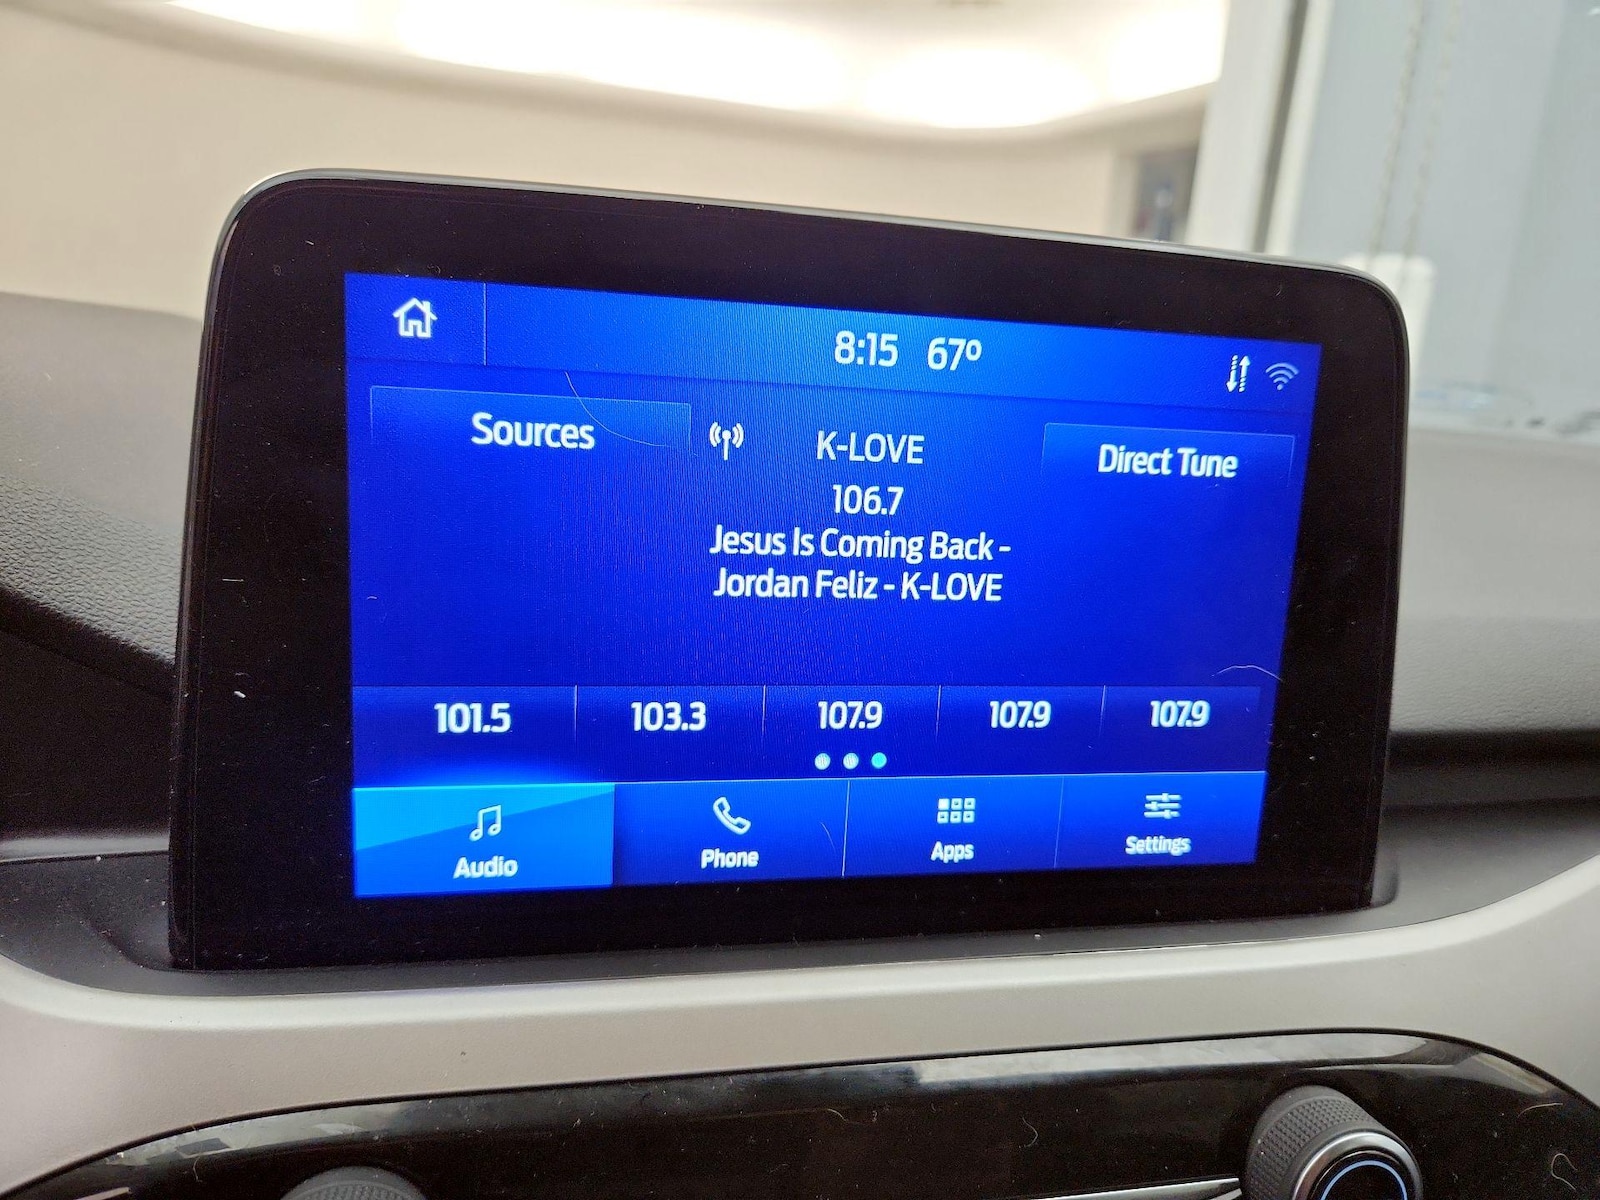 8:15 67º
Sources
K-LOVE
Direct Tune
106.7
Jesus Is Coming Back -
Jordan Feliz - K-LOVE
101.5 103.3 107.9 107.9 107.9
Audio Phone Apps Settings